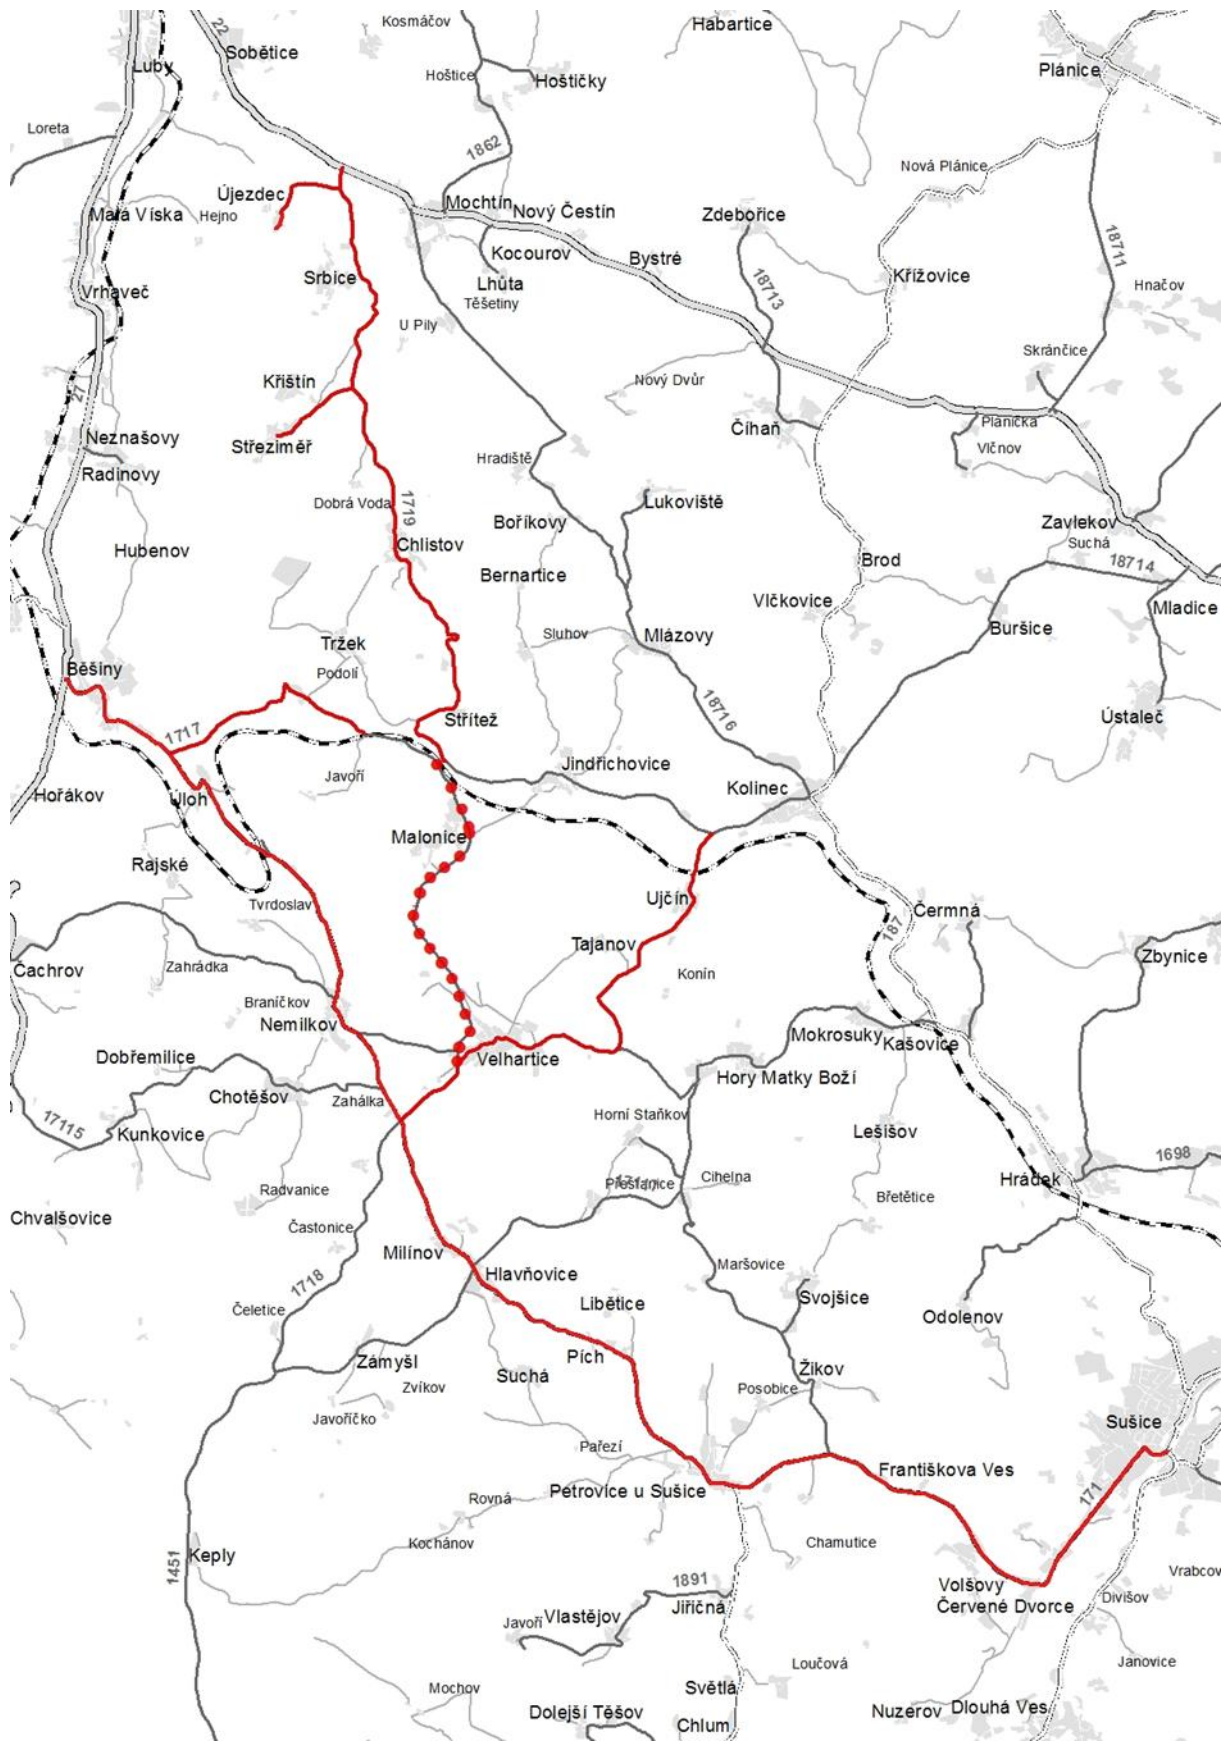 Kosmáčov
Habartice
22
Sobětice
Luby
Hoštice
Hoštičky
Plánice
Loreta
1862
Nová Plánice
Újezdec
Malá Víska
Hejno
Mochtín
Nový Čestín
Zdebořice
Kocourov
Bystré
18711
Srbice
Lhůta
Těšetiny
18713
Křížovice
Hnačov
Vrhaveč
U Pily
Skránčice
Křištín
Nový Dvůr
27
Plánička
Číhaň
Neznašovy
Střeziměř
Vlčnov
Radinovy
Hradiště
Dobrá Voda
1719
Lukoviště
Boříkovy
Zavlekov
Suchá
Hubenov
Chlistov
Brod
18714
Bernartice
Vlčkovice
Mladice
Buršice
Tržek
Sluhov
Mlázovy
Běšiny
Podolí
18716
Ústaleč
Střítež
1717
Javoří
Jindřichovice
Kolinec
Hořákov
Úloh
Malonice
Rajské
Ujčín
Tvrdoslav
Čermná
187
Tajanov
Zbynice
Čachrov
Zahrádka
Konín
Braníčkov
Nemilkov
Mokrosuky
Kašovice
Dobřemilice
Velhartice
Hory Matky Boží
Chotěšov
Zahálka
Horní Staňkov
17115
Kunkovice
Lešišov
1698
Cihelna
Hrádek
Radvanice
Přestanice
Břetětice
Chvalšovice
Častonice
Milínov
Maršovice
1718
Hlavňovice
Svojšice
Čeletice
Libětice
Odolenov
Zámyšl
Pích
Suchá
Žikov
Zvíkov
Posobice
Javoříčko
Sušice
Pařezí
Františkova Ves
Petrovice u Sušice
Rovná
171
Kochánov
Chamutice
Keply
1451
Vrabcov
1891
Volšovy
Divišov
Jiřičná
Červené Dvorce
Javoří
Vlastějov
Loučová
Janovice
Světlá
Mochov
Nuzerov
Dlouhá Ves
Dolejší Těšov
Chlum